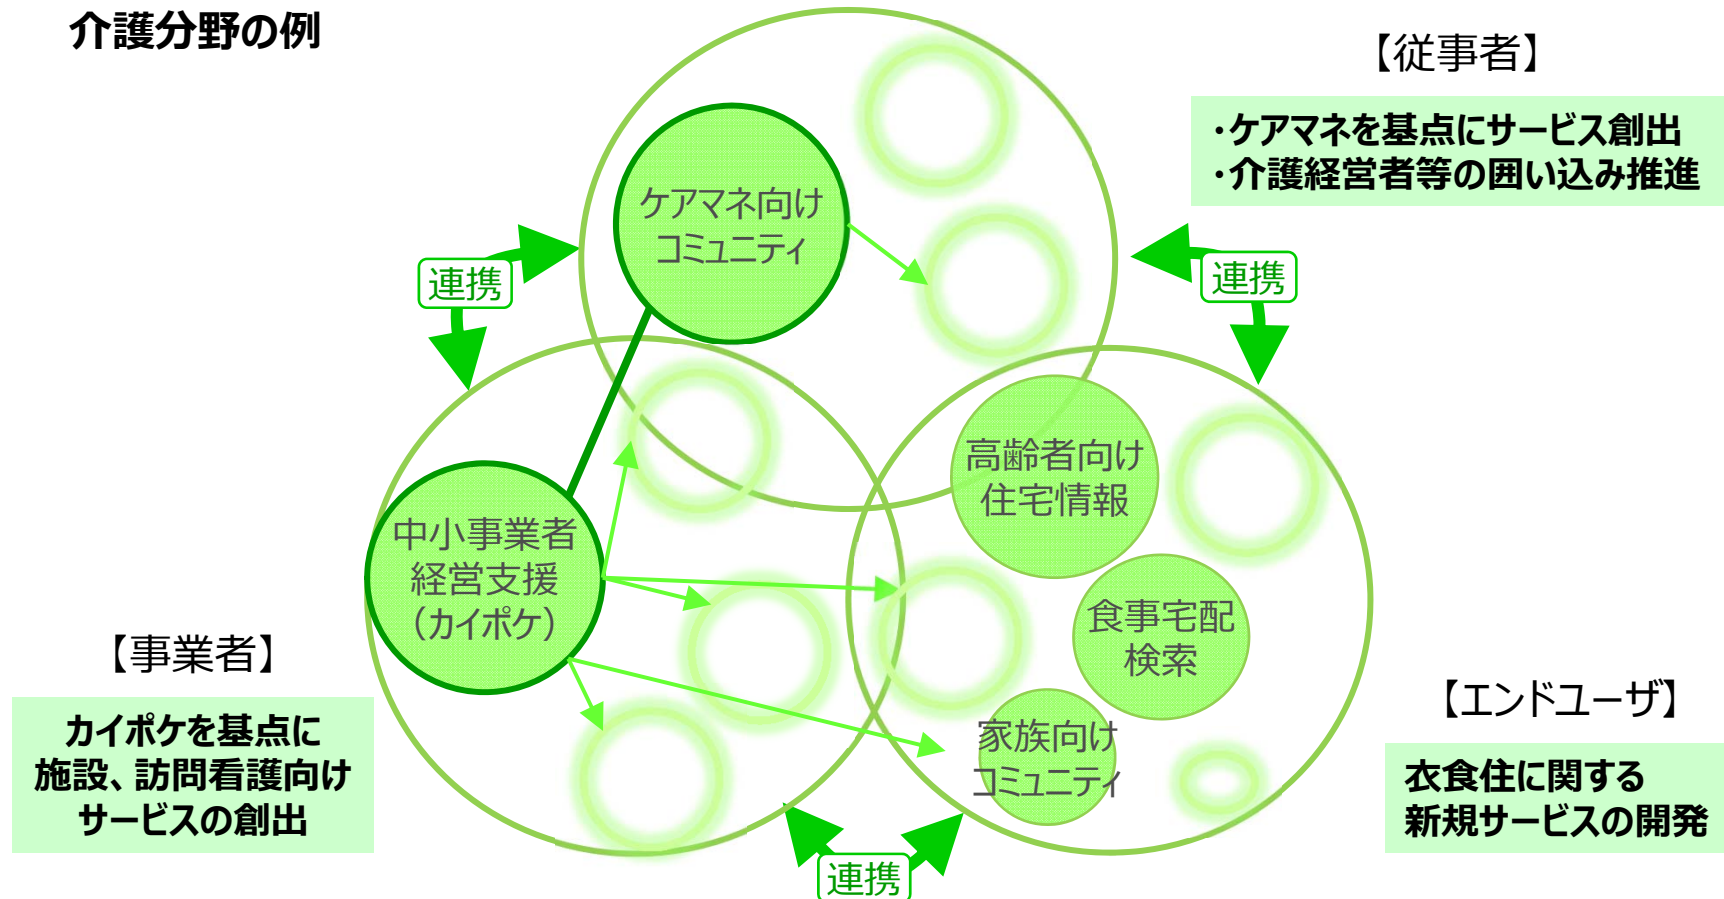 介護分野の例
【従事者】
・ケアマネを基点にサービス創出
・介護経営者等の囲い込み推進
ケアマネ向け
コミュニティ
連携
連携
高齢者向け
住宅情報
中小事業者
経営支援
（カイポケ）
食事宅配
検索
家族向け
コミュニティ
【事業者】
カイポケを基点に
施設、訪問看護向け
サービスの創出
【エンドユーザ】
衣食住に関する
新規サービスの開発
連携